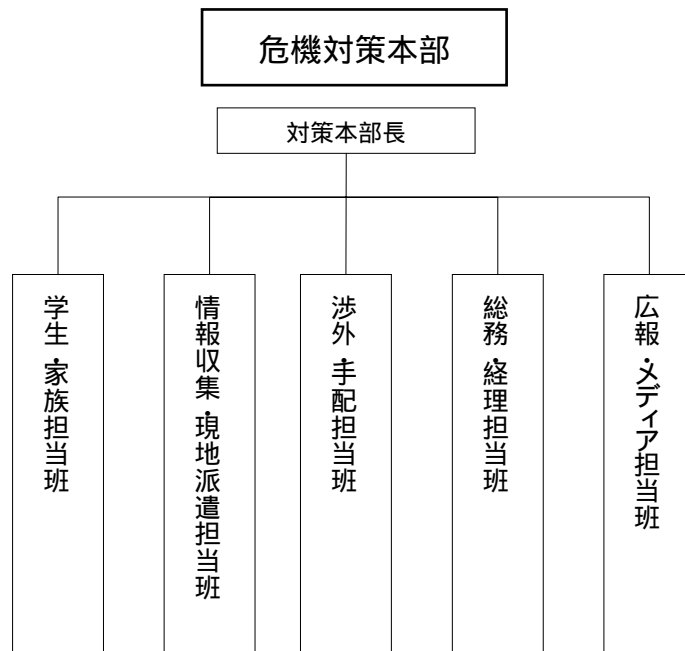 危機対策本部
対策本部長
学生・家族担当班
情報収集・現地派遣担当班
渉外・手配担当班
総務・経理担当班
広報・メディア担当班